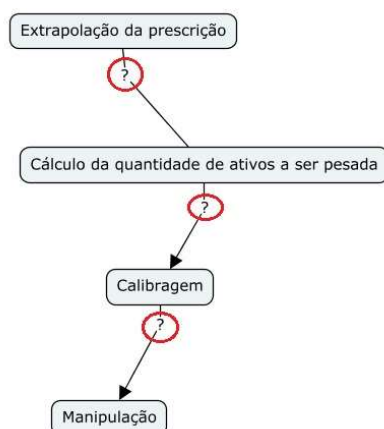 Extrapolação da prescrição
?
Cálculo da quantidade de ativos a ser pesada
?
Calibragem
?
Manipulação